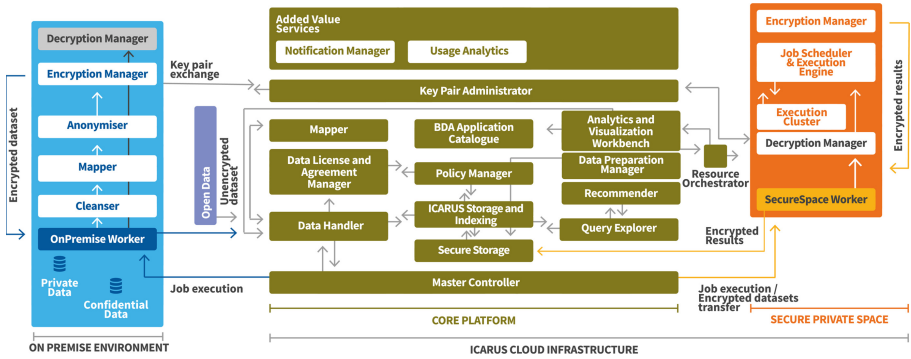 Decryption Manager
Encryption Manager
Anonymiser
Mapper
Cleanser
OnPremise Worker
Private
Data
Confidential
Data
Encrypted dataset
ON PREMISE ENVIRONMENT
Key pair
exchange
Open Data
Unencrypted
dataset
Job execution
Added Value
Services
Notification Manager
Usage Analytics
Key Pair Administrator
Mapper
BDA Application
Catalogue
Analytics and
Visualization
Workbench
Data License and
Agreement
Manager
Policy Manager
Data Preparation
Manager
Recommender
Data Handler
ICARUS Storage and
Indexing
Query Explorer
Secure Storage
Master Controller
CORE PLATFORM
Resource
Orchestrator
Encrypted
Results
Job execution /
Encrypted datasets
transfer
Encryption Manager
Job Scheduler
& Execution
Engine
Execution
Cluster
Decryption Manager
SecureSpace Worker
Encrypted results
SECURE PRIVATE SPACE
ICARUS CLOUD INFRASTRUCTURE